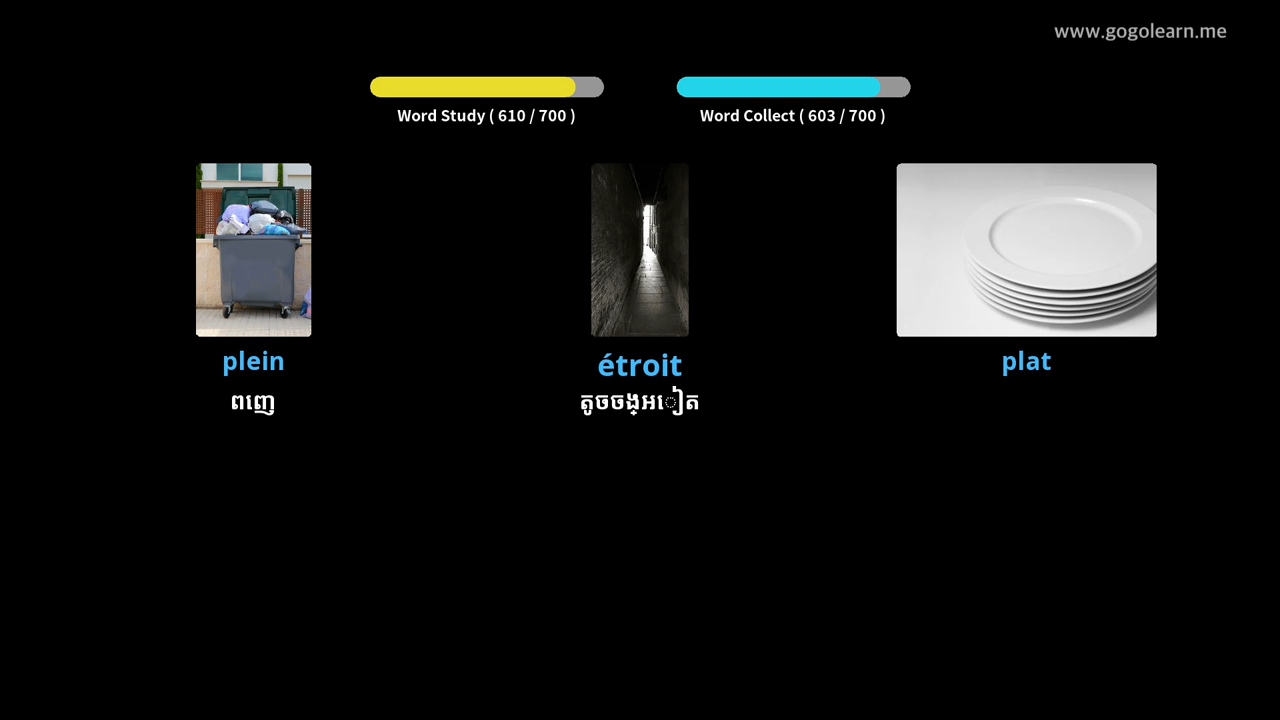 www.gogolearn.me
Word Study ( 610 / 700 )
Word Collect ( 603 / 700 )
plein
étroit
plat
ពញេ
តូចចង្អៀត